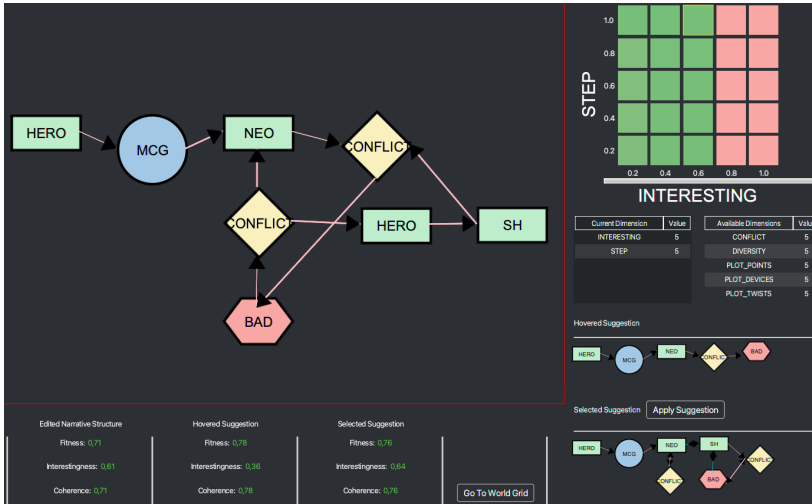 HERO
MCG
NEO
CONFLICT
CONFLICT
HERO
SH
BAD
STEP
1.0
0.8
0.6
0.4
0.2
0.2 0.4 0.6 0.8 1.0
INTERESTING
Current Dimension Value
INTERESTING 5
STEP 5
Available Dimensions Valu
CONFLICT 5
DIVERSITY 5
PLOT_POINTS 5
PLOT_DEVICES 5
PLOT_TWISTS 5
Hovered Suggestion
HERO MCG NEO CONFLICT BAD
Selected Suggestion Apply Suggestion
HERO MCG NEO SH CONFLICT
CONFLICT BAD
Edited Narrative Structure Hovered Suggestion Selected Suggestion
Fitness: 0,71 Fitness: 0,78 Fitness: 0,76
Interestingness: 0,61 Interestingness: 0,36 Interestingness: 0,64
Coherence: 0,71 Coherence: 0,78 Coherence: 0,76
Go To World Grid